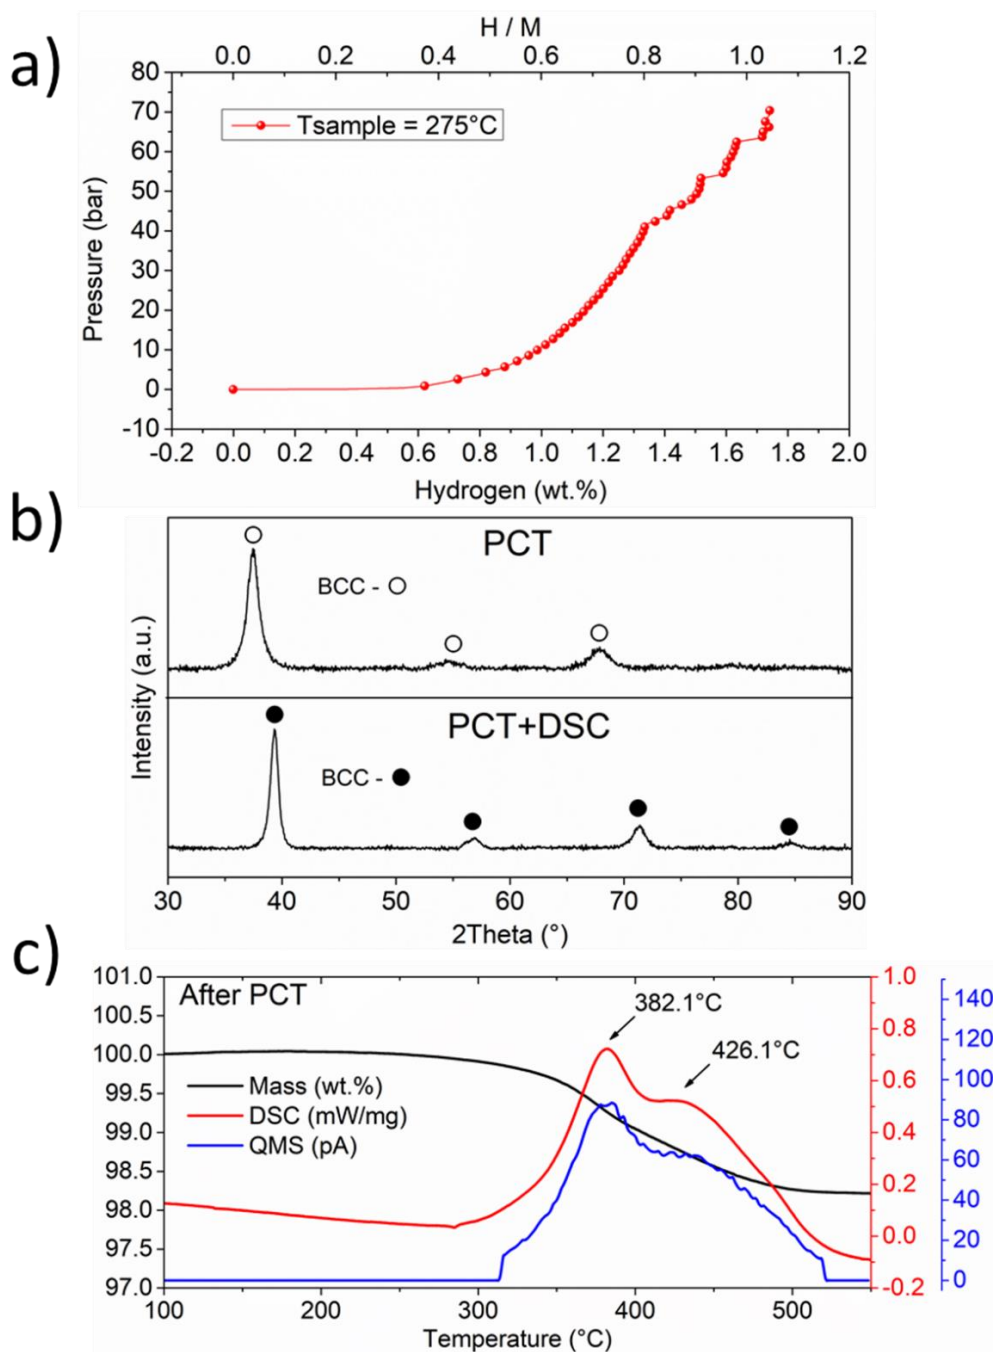 a)
H / M
0.0 0.2 0.4 0.6 0.8 1.0 1.2
80
70
60
50
40
30
20
10
0
-10
Pressure (bar)
Tsample = 275°C
-0.2 0.0 0.2 0.4 0.6 0.8 1.0 1.2 1.4 1.6 1.8 2.0
Hydrogen (wt.%)
b)
PCT
BCC -
Intensity (a.u.)
PCT+DSC
BCC -
30 40 50 60 70 80 90
2Theta (°)
c)
101.0
100.5
100.0
99.5
99.0
98.5
98.0
97.5
97.0
After PCT
382.1°C
426.1°C
Mass (wt.%)
DSC (mW/mg)
QMS (pA)
1.0
0.8
0.6
0.4
0.2
0.0
-0.2
140
120
100
80
60
40
20
0
100 200 300 400 500
Temperature (°C)